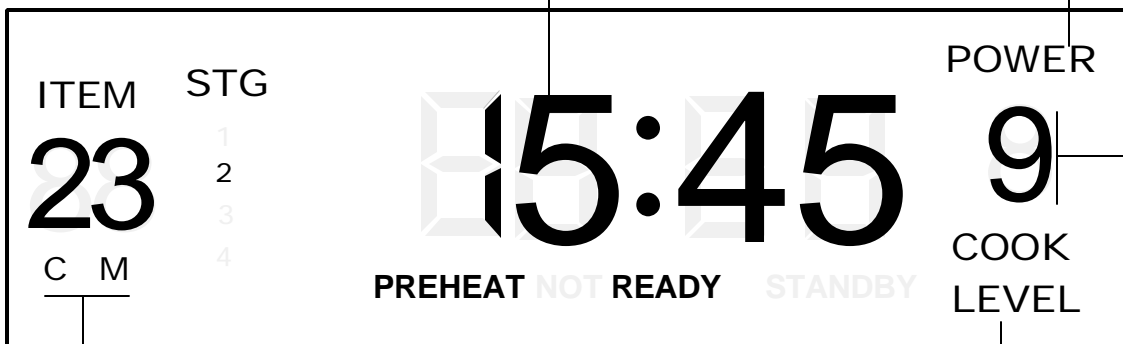 ITEM STG POWER
23 1 15:45 9
2
3
4
C M COOK
PREHEAT NOT READY STANDBY LEVEL